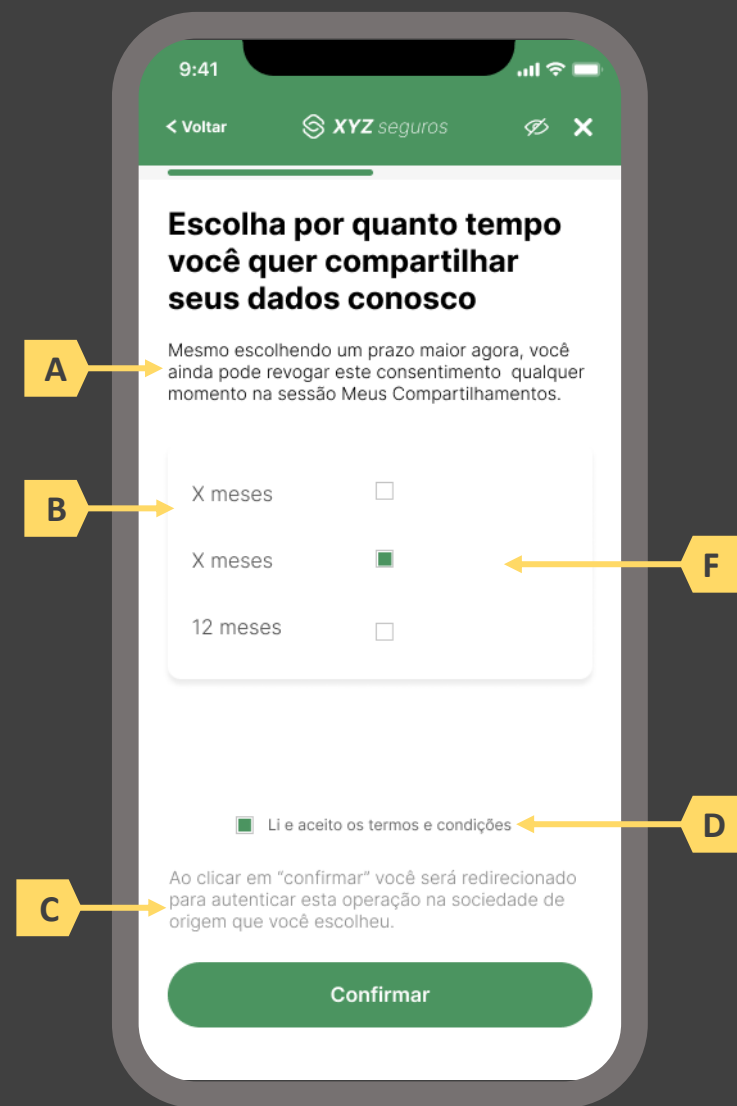 9:41
< Voltar XYZ seguros
Escolha por quanto tempo
você quer compartilhar
seus dados conosco
A
Mesmo escolhendo um prazo maior agora, você
ainda pode revogar este consentimento qualquer
momento na sessão Meus Compartilhamentos.
B
X meses
X meses
F
12 meses
Li e aceito os termos e condições
D
C
Ao clicar em “confirmar” você será redirecionado
para autenticar esta operação na sociedade de
origem que você escolheu.
Confirmar